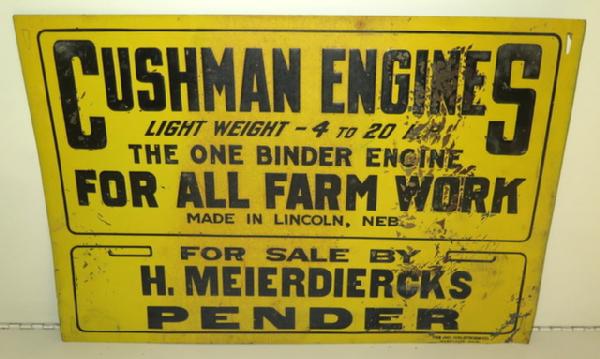 CUSHMAN ENGINES
LIGHT WEIGHT - 4 TO 20 H.P.
THE ONE BINDER ENGINE
FOR ALL FARM WORK
MADE IN LINCOLN, NEB.
FOR SALE BY
H. MEIERDIERCKS
PENDER